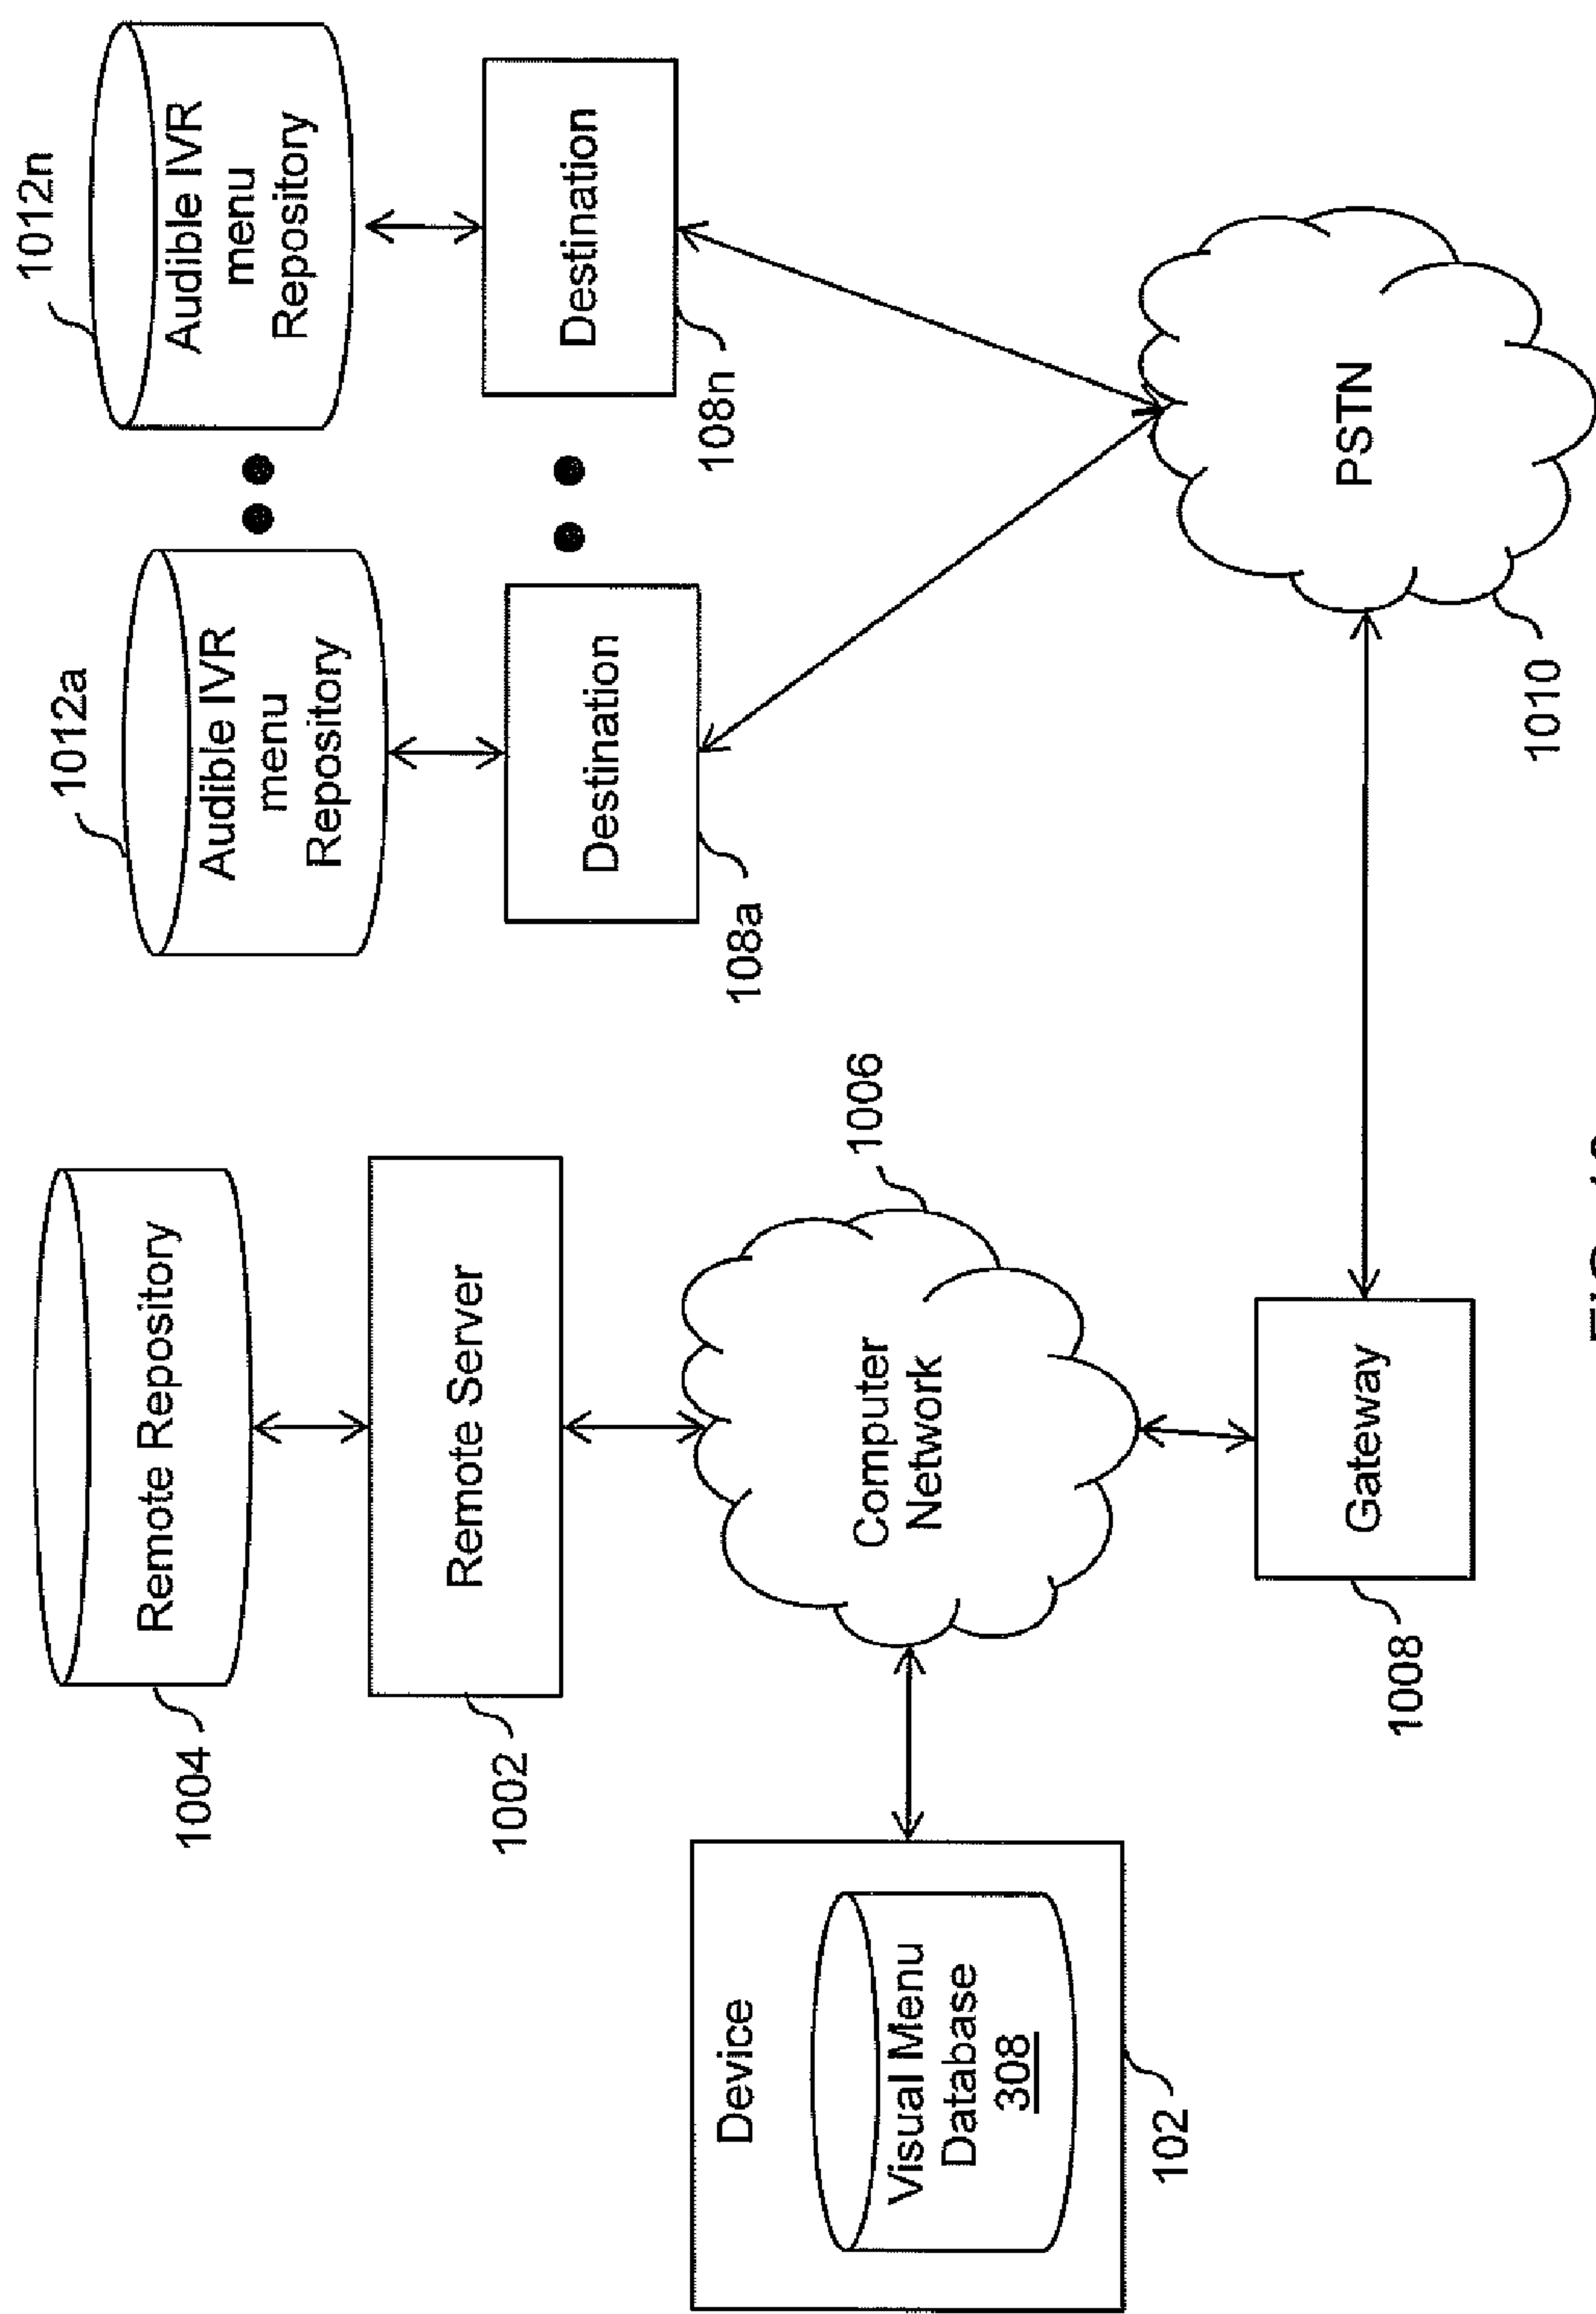 1004
Remote Repository
1002
Remote Server
1012a
Audible IVR
menu
Repository
1012n
Audible IVR
menu
Repository
108a
Destination
108n
Destination
Device
Visual Menu
Database
308
102
Computer
Network
1006
1008
Gateway
PSTN
1010